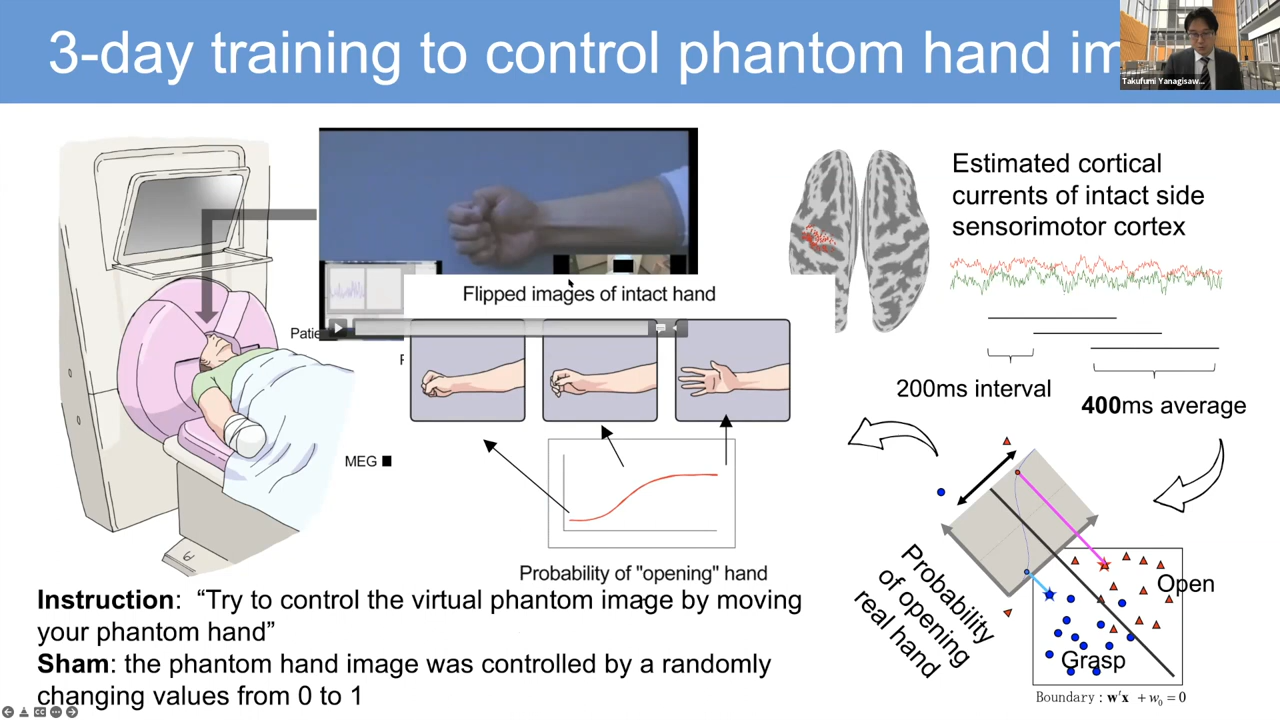 3-day training to control phantom hand im
Takufumi Yanagisaw...
Estimated cortical
currents of intact side
sensorimotor cortex
Flipped images of intact hand
200ms interval
400ms average
MEG
Probability of "opening" hand
Probability
of opening
real hand
Open
Grasp
Boundary : w'x + w₀ = 0
Instruction: “Try to control the virtual phantom image by moving
your phantom hand”
Sham: the phantom hand image was controlled by a randomly
changing values from 0 to 1